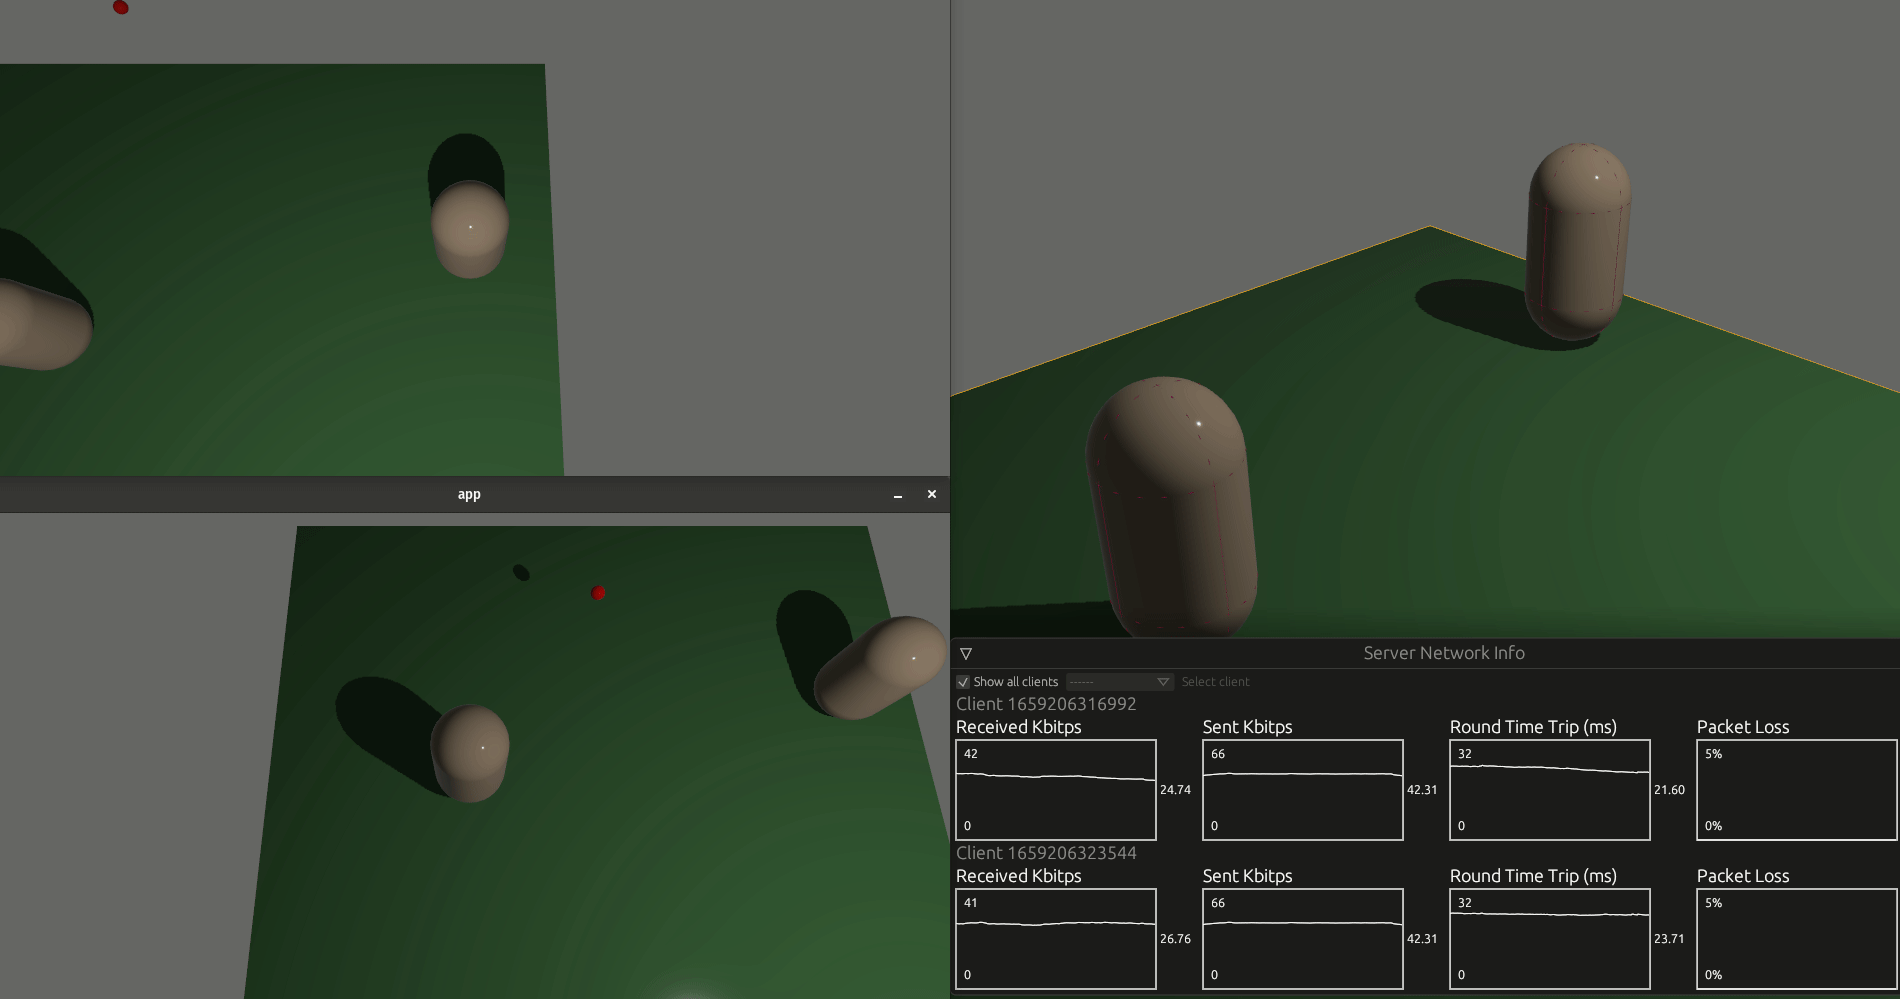 app
Server Network Info
Show all clients ------ Select client
Client 1659206316992
Received Kbitps Sent Kbitps Round Time Trip (ms) Packet Loss
42 66 32 5%
24.74 42.31 21.60
0 0 0 0%
Client 1659206323544
Received Kbitps Sent Kbitps Round Time Trip (ms) Packet Loss
41 66 32 5%
26.76 42.31 23.71
0 0 0 0%